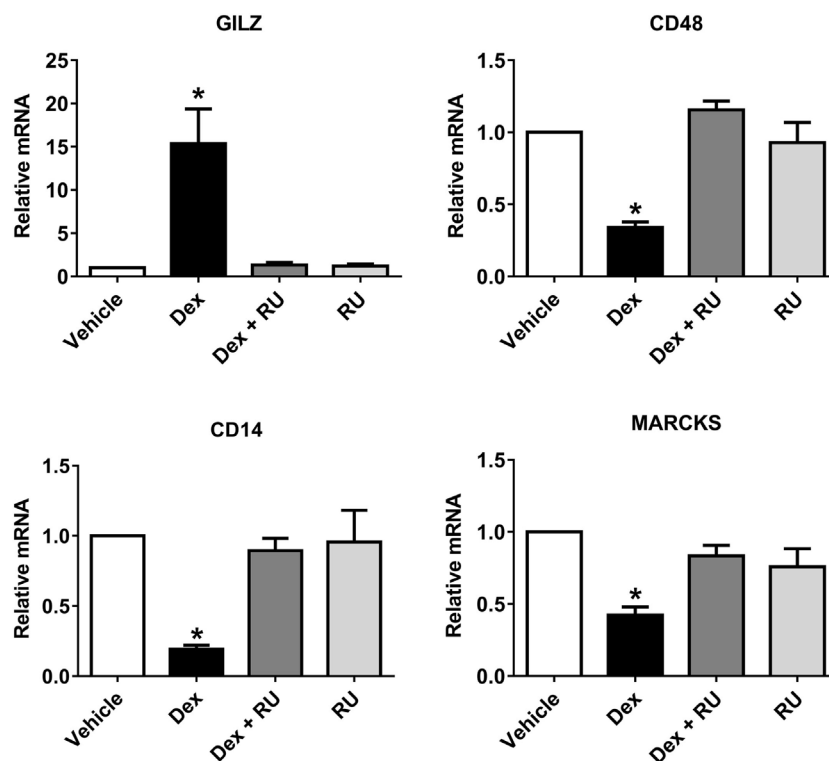 GILZ
Relative mRNA
25
20
15
10
5
0
*
Vehicle
Dex
Dex + RU
RU
CD48
Relative mRNA
1.5
1.0
0.5
0.0
*
Vehicle
Dex
Dex + RU
RU
CD14
Relative mRNA
1.5
1.0
0.5
0.0
*
Vehicle
Dex
Dex + RU
RU
MARCKS
Relative mRNA
1.5
1.0
0.5
0.0
*
Vehicle
Dex
Dex + RU
RU